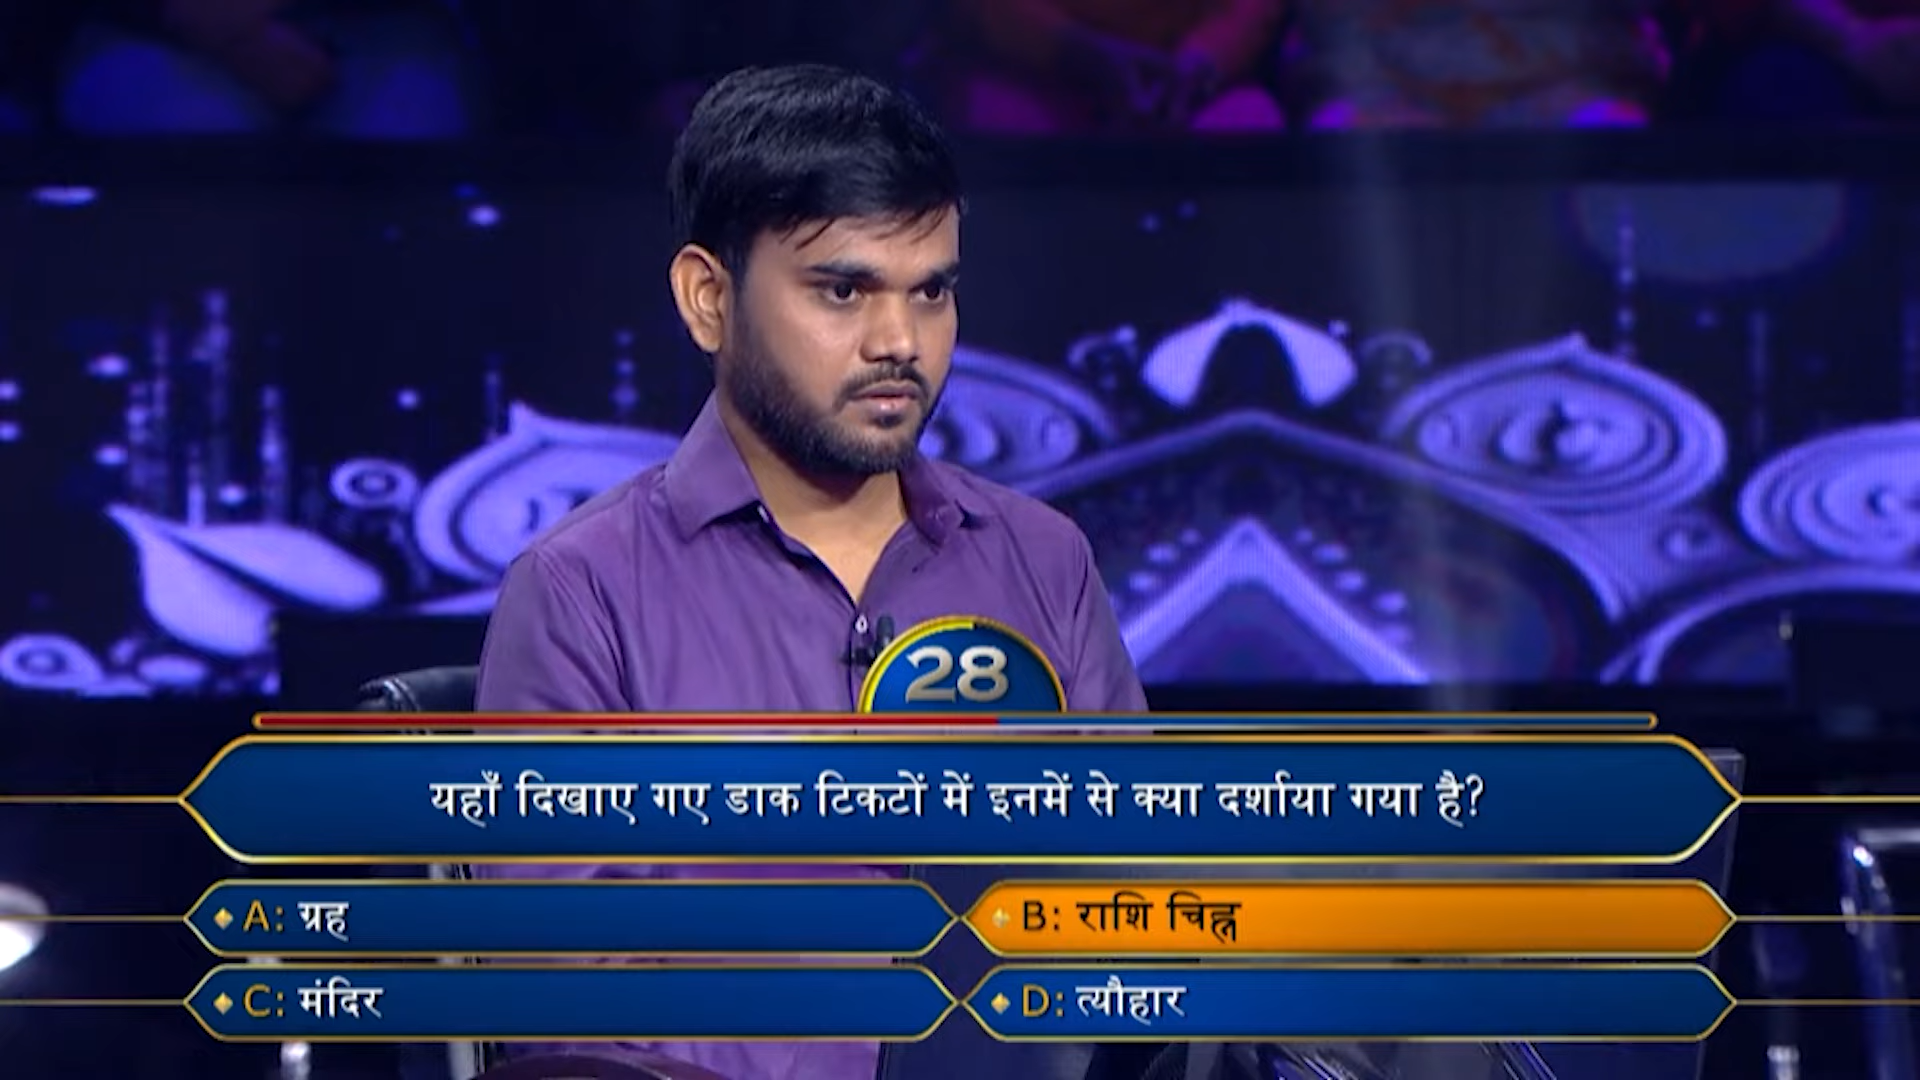 28
यहाँ दिखाए गए डाक टिकटों में इनमें से क्या दर्शाया गया है?
A: ग्रह
B: राशि चिह्न
C: मंदिर
D: त्यौहार